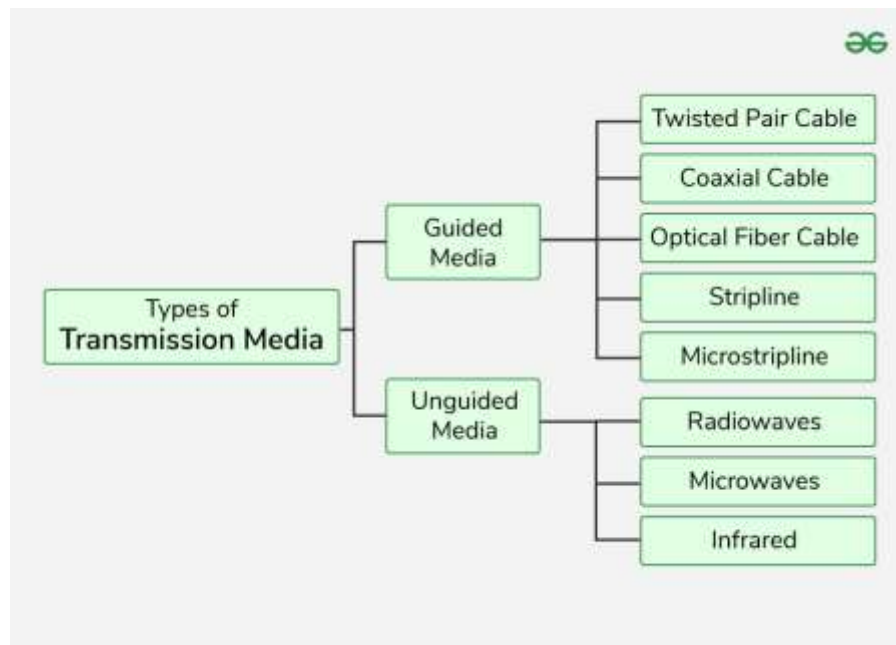 Types of
Transmission Media
Guided
Media
Twisted Pair Cable
Coaxial Cable
Optical Fiber Cable
Stripline
Microstripline
Unguided
Media
Radiowaves
Microwaves
Infrared